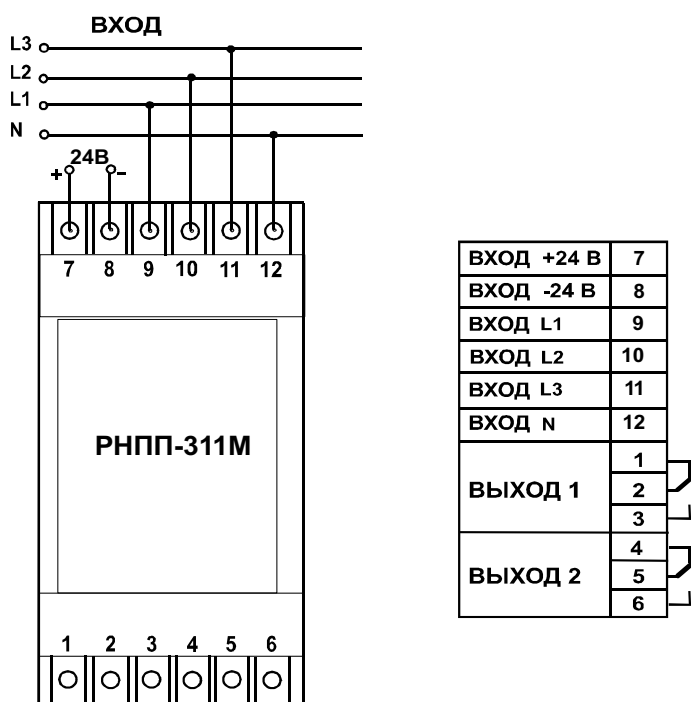 ВХОД
L3
L2
L1
N
+ 24В -
7 8 9 10 11 12
РНПП-311М
1 2 3 4 5 6
ВХОД +24 В 7
ВХОД -24 В 8
ВХОД L1 9
ВХОД L2 10
ВХОД L3 11
ВХОД N 12
ВЫХОД 1 1
2
3
ВЫХОД 2 4
5
6